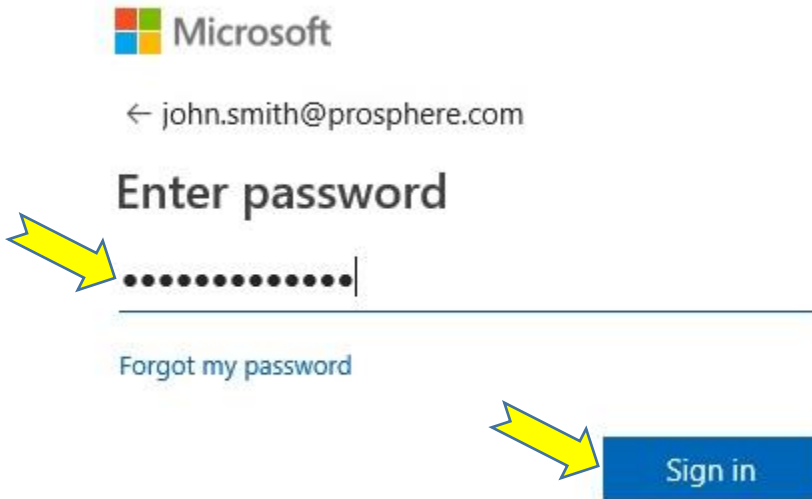 Microsoft
← john.smith@prosphere.com
Enter password
•••••••••••••
Forgot my password
Sign in